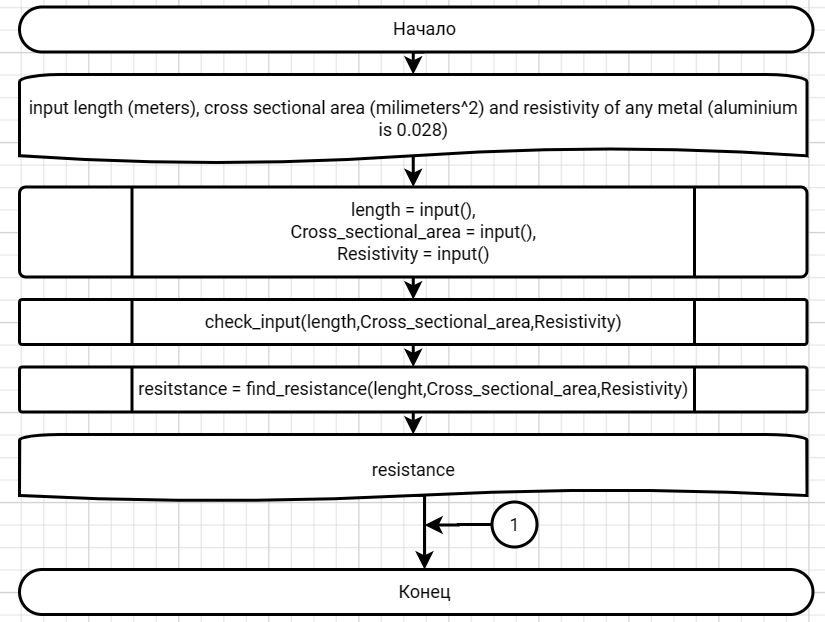 Начало
input length (meters), cross sectional area (milimeters^2) and resistivity of any metal (aluminium
is 0.028)
length = input(),
Cross_sectional_area = input(),
Resistivity = input()
check_input(length,Cross_sectional_area,Resistivity)
resitstance = find_resistance(lenght,Cross_sectional_area,Resistivity)
resistance
1
Конец